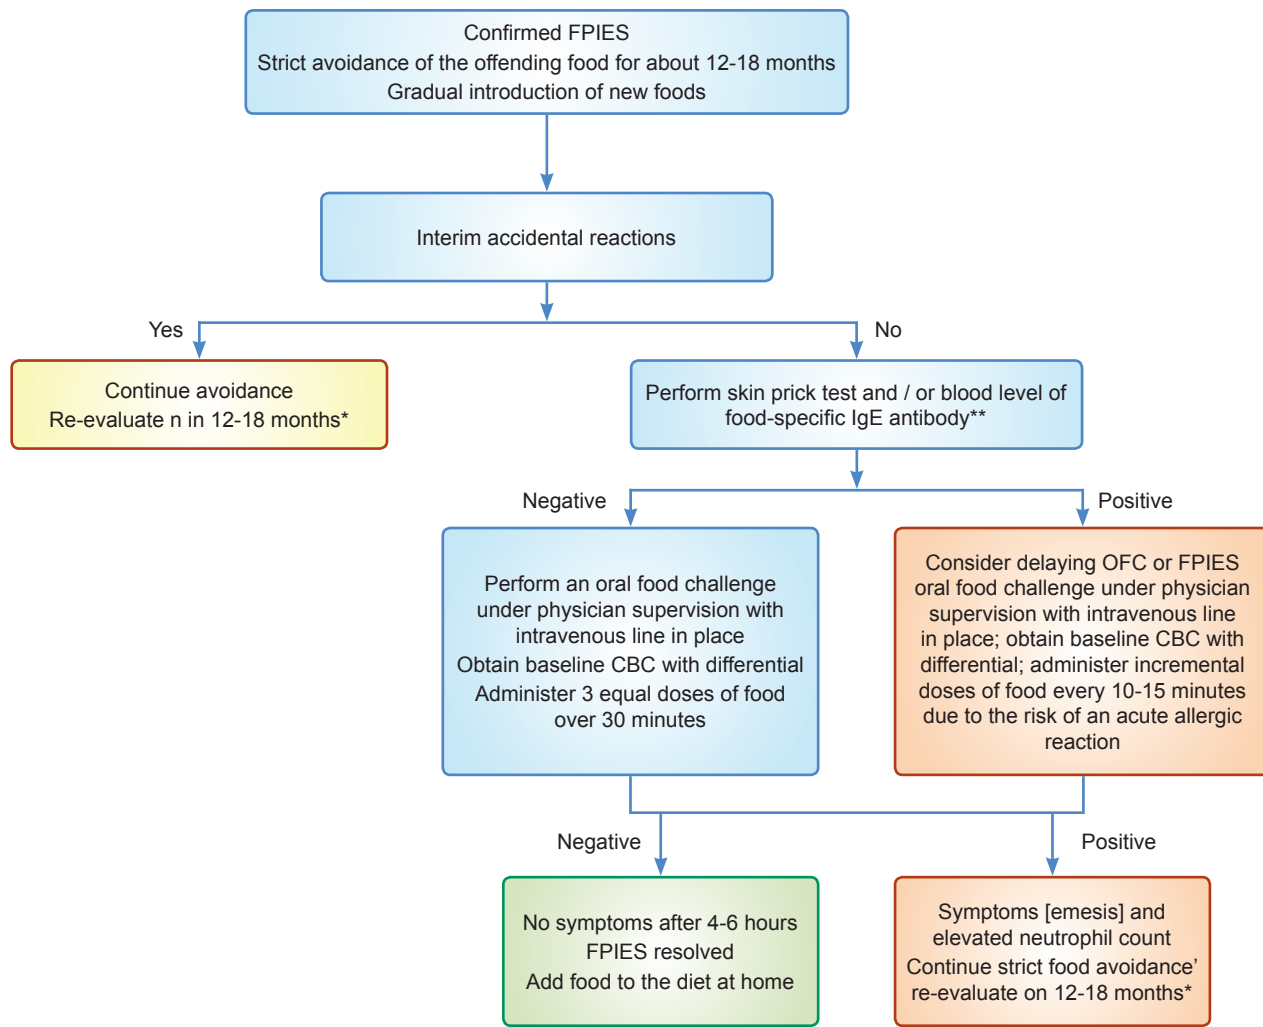 Confirmed FPIES
Strict avoidance of the offending food for about 12-18 months
Gradual introduction of new foods
Interim accidental reactions
Yes
No
Continue avoidance
Re-evaluate n in 12-18 months*
Perform skin prick test and / or blood level of
food-specific IgE antibody**
Negative
Positive
Perform an oral food challenge
under physician supervision with
intravenous line in place
Obtain baseline CBC with differential
Administer 3 equal doses of food
over 30 minutes
Consider delaying OFC or FPIES
oral food challenge under physician
supervision with intravenous line
in place; obtain baseline CBC with
differential; administer incremental
doses of food every 10-15 minutes
due to the risk of an acute allergic
reaction
Negative
Positive
No symptoms after 4-6 hours
FPIES resolved
Add food to the diet at home
Symptoms [emesis] and
elevated neutrophil count
Continue strict food avoidance’
re-evaluate on 12-18 months*